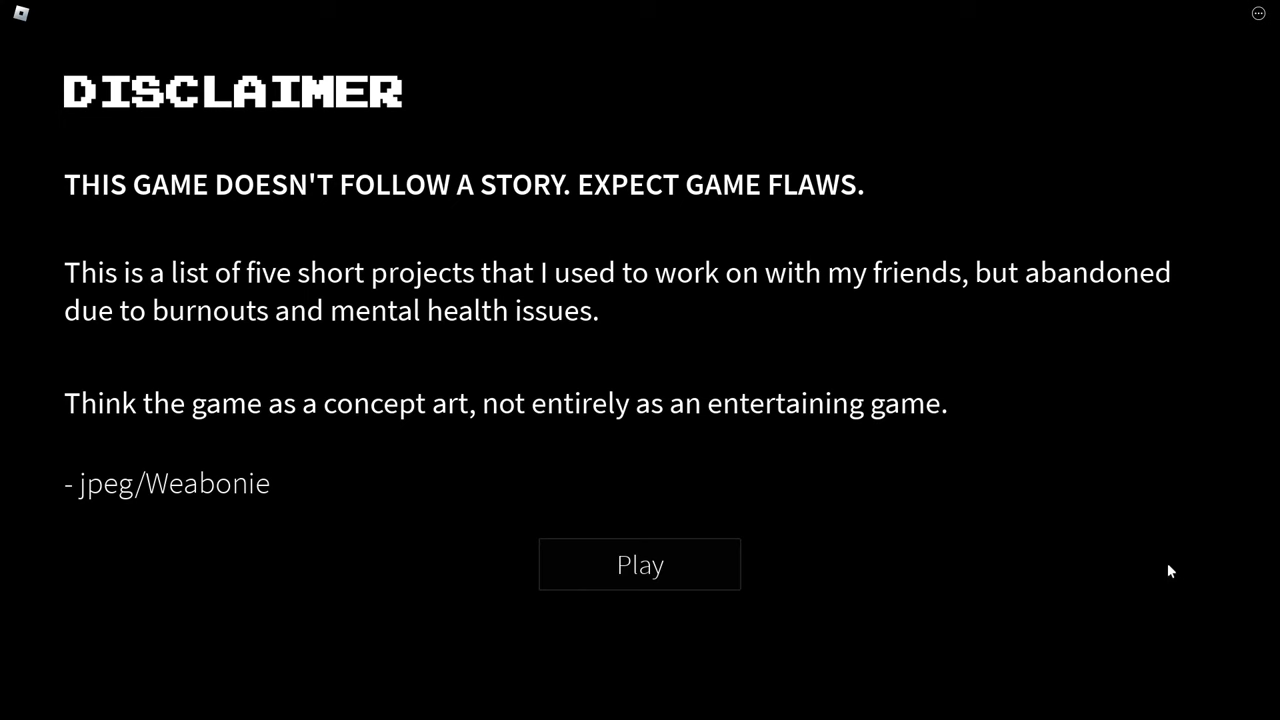 DISCLAIMER
THIS GAME DOESN'T FOLLOW A STORY. EXPECT GAME FLAWS.
This is a list of five short projects that I used to work on with my friends, but abandoned
due to burnouts and mental health issues.
Think the game as a concept art, not entirely as an entertaining game.
- jpeg/Weabonie
Play